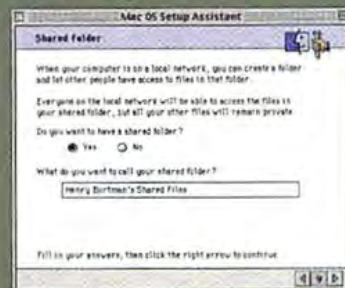 Mac OS Setup Assistant
Shared Folder
When your computer is on a local network, you can create a folder
and let other people have access to files in that folder.
Everyone on the local network will be able to access the files in
your shared folder, but all your other files will remain private.
Do you want to have a shared folder?
Yes No
What do you want to call your shared folder?
Henry Bortman's Shared Files
Fill in your answers, then click the right arrow to continue.